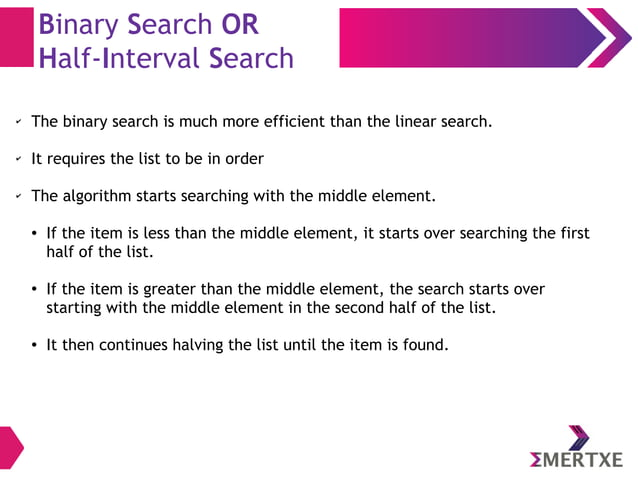 Binary Search OR
Half-Interval Search
✔ The binary search is much more efficient than the linear search.
✔ It requires the list to be in order
✔ The algorithm starts searching with the middle element.
• If the item is less than the middle element, it starts over searching the first
half of the list.
• If the item is greater than the middle element, the search starts over
starting with the middle element in the second half of the list.
• It then continues halving the list until the item is found.
ΣMERTXE